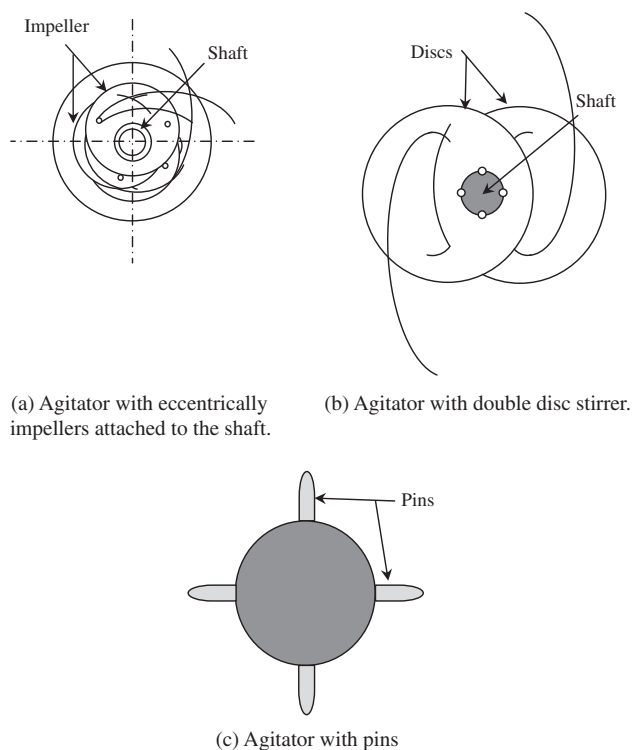 Impeller
Shaft
Discs
Shaft
(a) Agitator with eccentrically
impellers attached to the shaft.
(b) Agitator with double disc stirrer.
Pins
(c) Agitator with pins